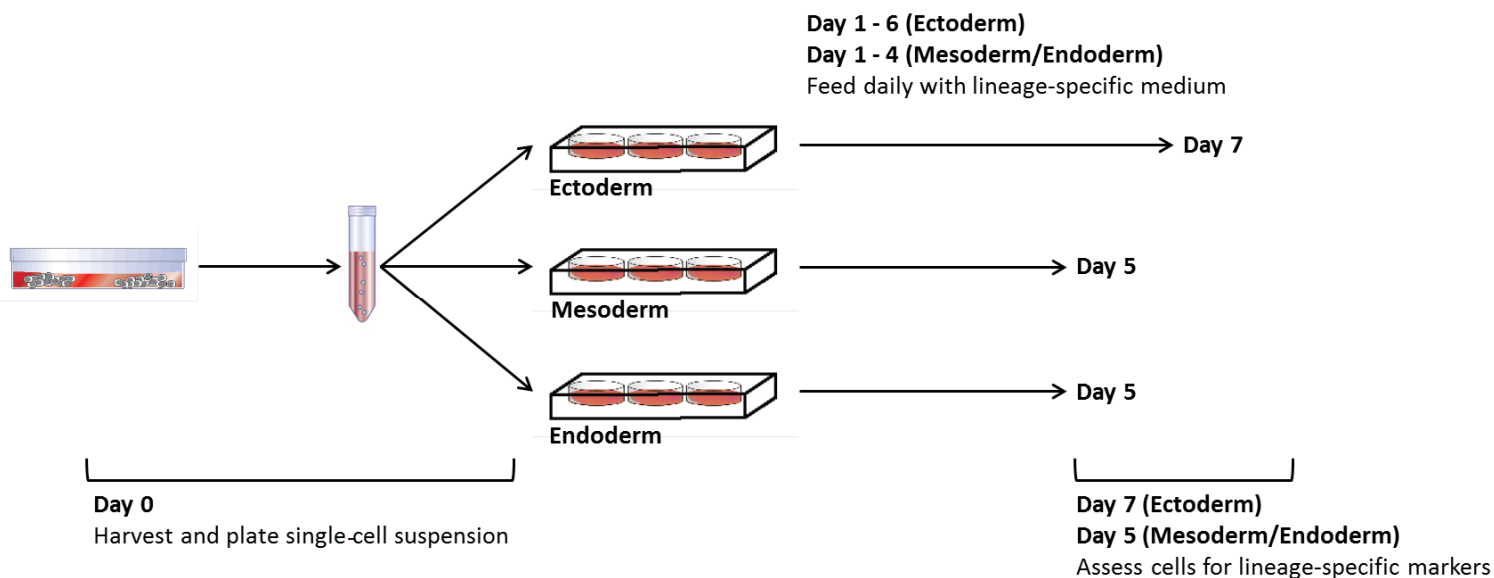 Day 1 - 6 (Ectoderm)
Day 1 - 4 (Mesoderm/Endoderm)
Feed daily with lineage-specific medium
Day 7
Ectoderm
Day 5
Mesoderm
Day 5
Endoderm
Day 0
Harvest and plate single-cell suspension
Day 7 (Ectoderm)
Day 5 (Mesoderm/Endoderm)
Assess cells for lineage-specific markers